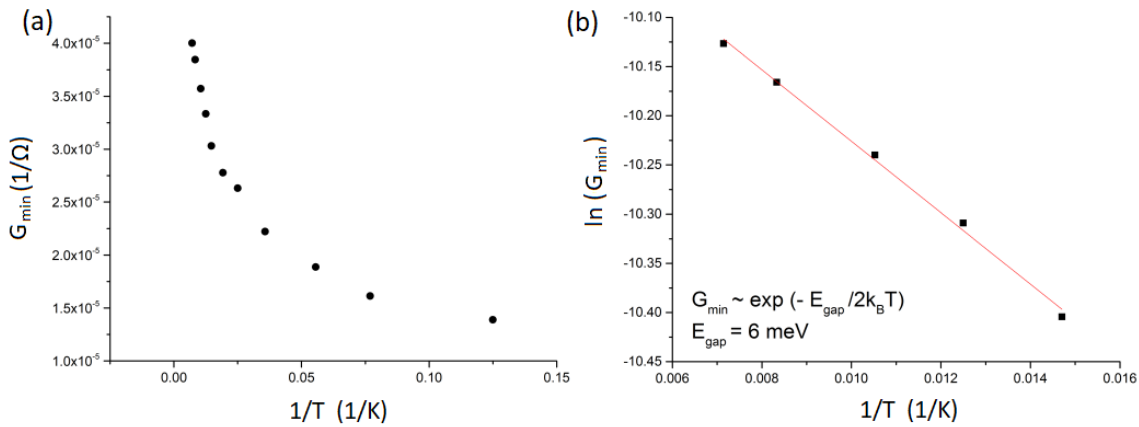 (a)
4.0x10⁻⁵
3.5x10⁻⁵
3.0x10⁻⁵
2.5x10⁻⁵
2.0x10⁻⁵
1.5x10⁻⁵
1.0x10⁻⁵
G_min (1/Ω)
0.00 0.05 0.10 0.15
1/T (1/K)
(b)
-10.10
-10.15
-10.20
-10.25
-10.30
-10.35
-10.40
-10.45
ln (G_min)
G_min ~ exp (- E_gap /2k_BT)
E_gap = 6 meV
0.006 0.008 0.010 0.012 0.014 0.016
1/T (1/K)